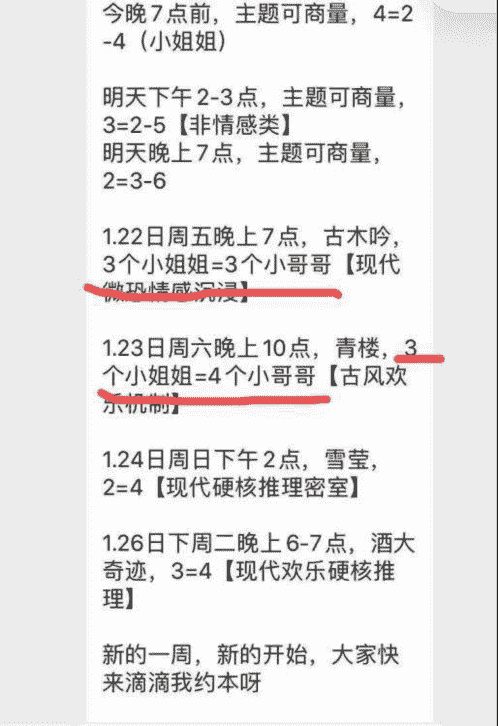 今晚7点前，主题可商量，4=2
-4（小姐姐）
明天下午2-3点，主题可商量，
3=2-5【非情感类】
明天晚上7点，主题可商量，
2=3-6
1.22日周五晚上7点，古木吟，
3个小姐姐=3个小哥哥【现代
微恐情感沉浸】
1.23日周六晚上10点，青楼，3
个小姐姐=4个小哥哥【古风欢
乐机制】
1.24日周日下午2点，雪莹，
2=4【现代硬核推理密室】
1.26日下周二晚上6-7点，酒大
奇迹，3=4【现代欢乐硬核推
理】
新的一周，新的开始，大家快
来滴滴我约本呀